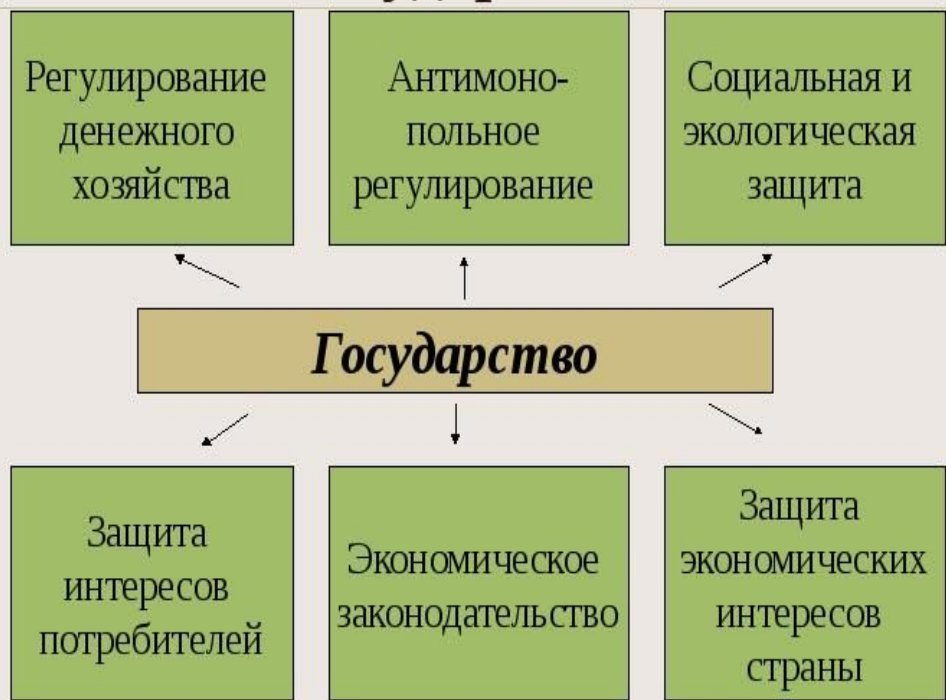 Регулирование
денежного
хозяйства
Антимоно-
польное
регулирование
Социальная и
экологическая
защита
Государство
Защита
интересов
потребителей
Экономическое
законодательство
Защита
экономических
интересов
страны